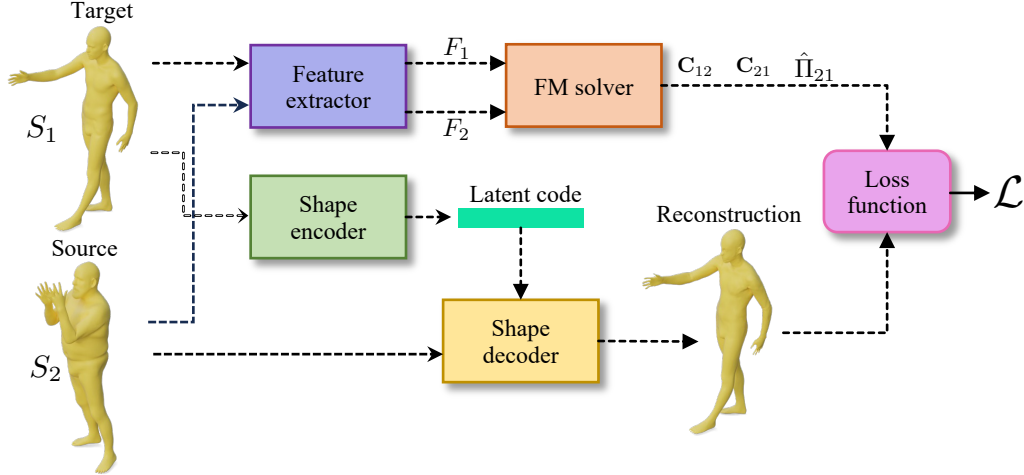 Target
S₁
Feature
extractor
F₁
F₂
FM solver
C₁₂ C₂₁ Π̂₂₁
Loss
function
ℒ
Shape
encoder
Latent code
Reconstruction
Source
S₂
Shape
decoder